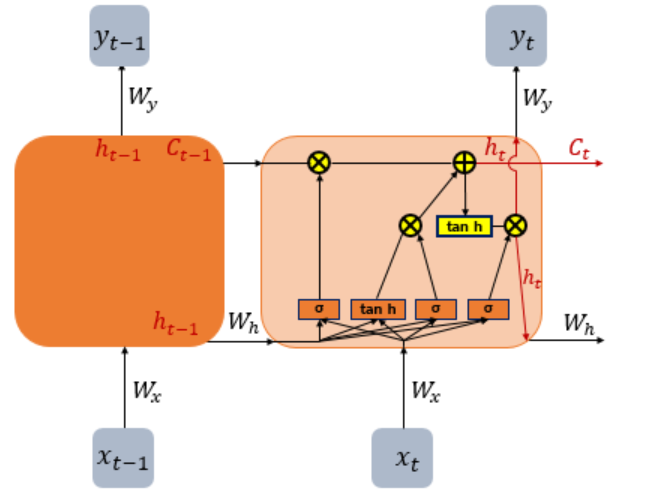 y_{t-1} y_t
W_y W_y
h_{t-1} C_{t-1} h_t C_t
tan h
h_t
σ tan h σ σ
h_{t-1} W_h W_h
W_x W_x
x_{t-1} x_t